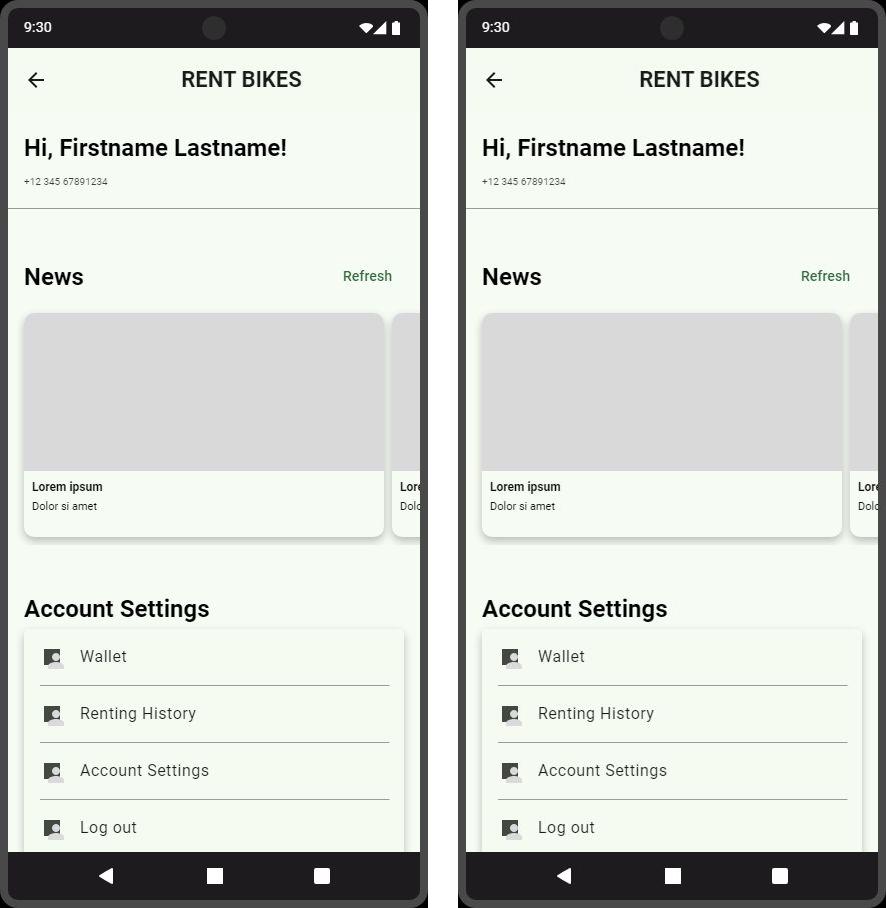 9:30
RENT BIKES
Hi, Firstname Lastname!
+12 345 67891234
News
Refresh
Lorem ipsum
Lore
Dolor si amet
Dolo
Account Settings
Wallet
Renting History
Account Settings
Log out
9:30
RENT BIKES
Hi, Firstname Lastname!
+12 345 67891234
News
Refresh
Lorem ipsum
Lore
Dolor si amet
Dolo
Account Settings
Wallet
Renting History
Account Settings
Log out